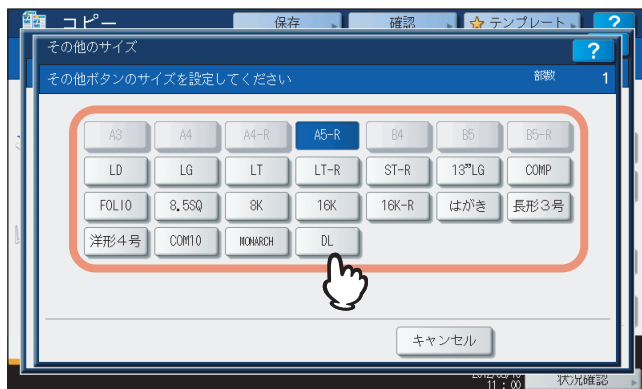 コピー 保存 確認 テンプレート ?
その他のサイズ ?
その他ボタンのサイズを設定してください 部数 1
A3 A4 A4-R A5-R B4 B5 B5-R
LD LG LT LT-R ST-R 13"LG COMP
FOLIO 8.5SQ 8K 16K 16K-R はがき 長形3号
洋形4号 COM10 MONARCH DL
キャンセル
11：00 状況確認